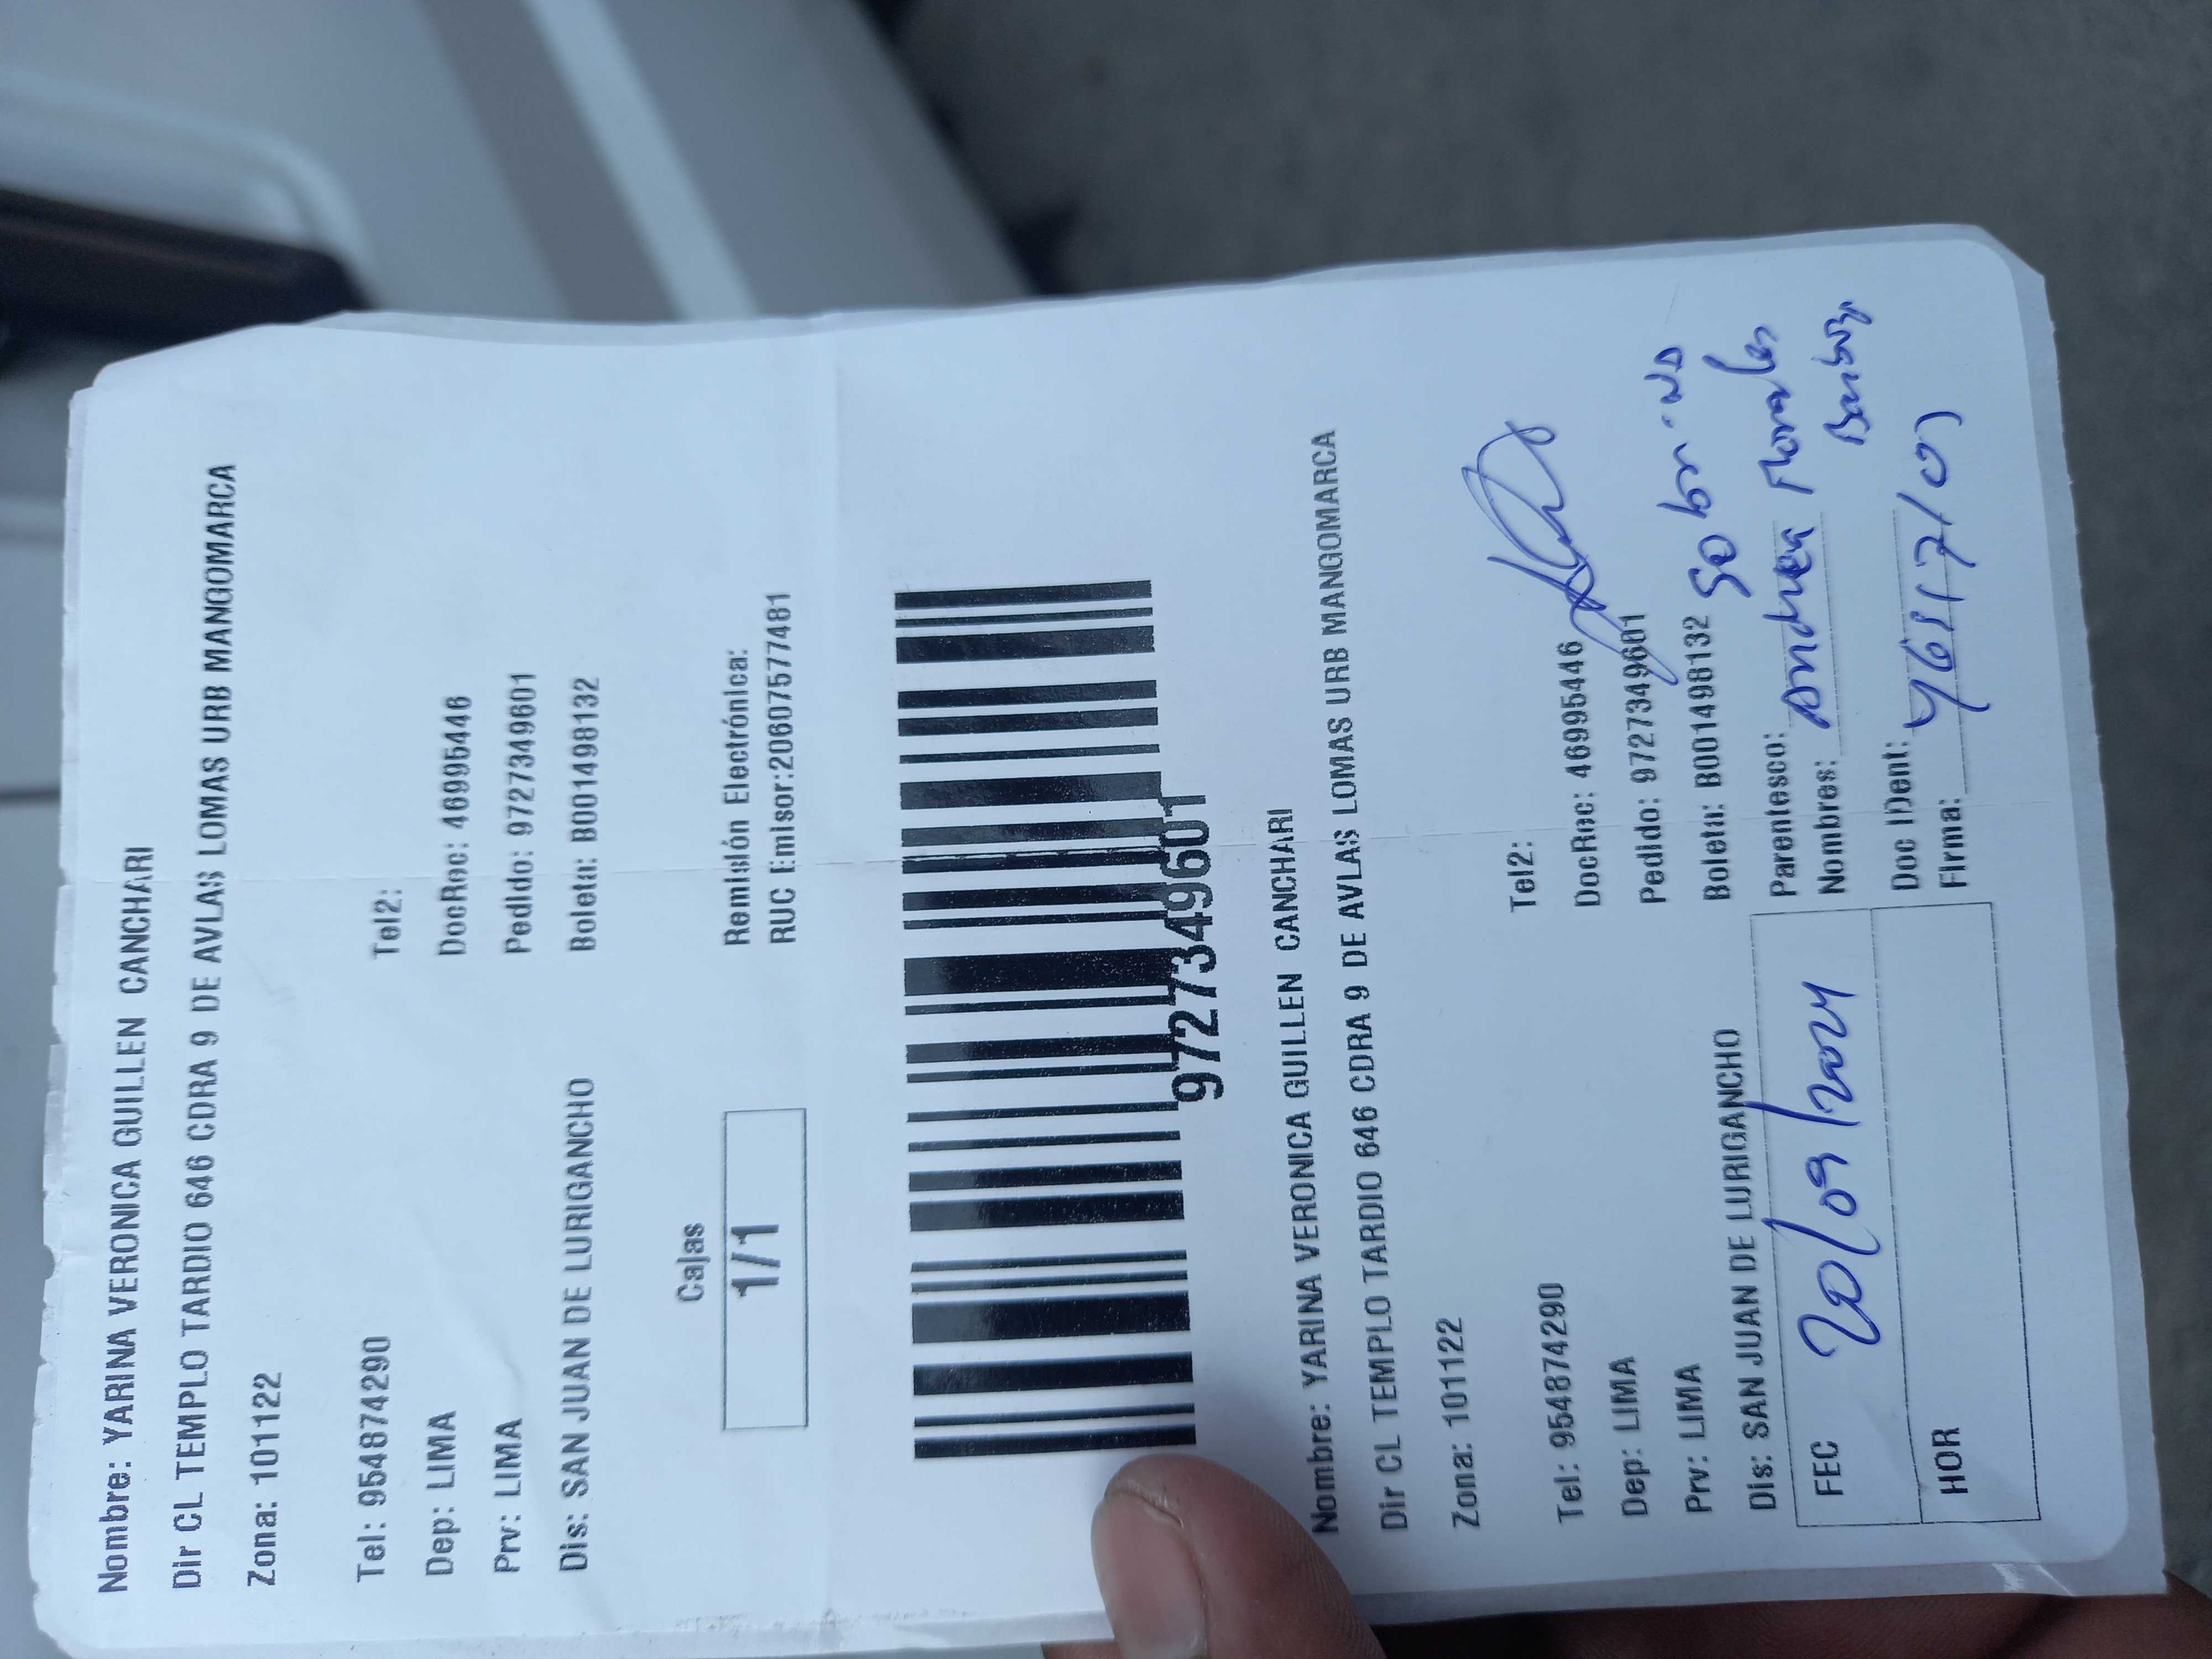 Nombre: YARINA VERONICA GUILLEN CANCHARI
Dir CL TEMPLO TARDIO 646 CDRA 9 DE AVLAS LOMAS URB MANGOMARCA
Zona: 101122
Tel: 954874290 Tel2:
Dep: LIMA DocRec: 46995446
Prv: LIMA Pedido: 9727349601
Dis: SAN JUAN DE LURIGANCHO Boleta: B001498132
Cajas Remisión Electrónica:
1/1 RUC Emisor:20607577481
9727349601
Nombre: YARINA VERONICA GUILLEN CANCHARI
Dir CL TEMPLO TARDIO 646 CDRA 9 DE AVLAS LOMAS URB MANGOMARCA
Zona: 101122
Tel: 954874290 Tel2:
Dep: LIMA DocRec: 46995446
Prv: LIMA Pedido: 9727349601
Dis: SAN JUAN DE LURIGANCHO Boleta: B001498132
FEC 20/09/2024 Parentesco: Sobrina
Nombres: Andrea Morales
HOR Doc IDent:
Firma: